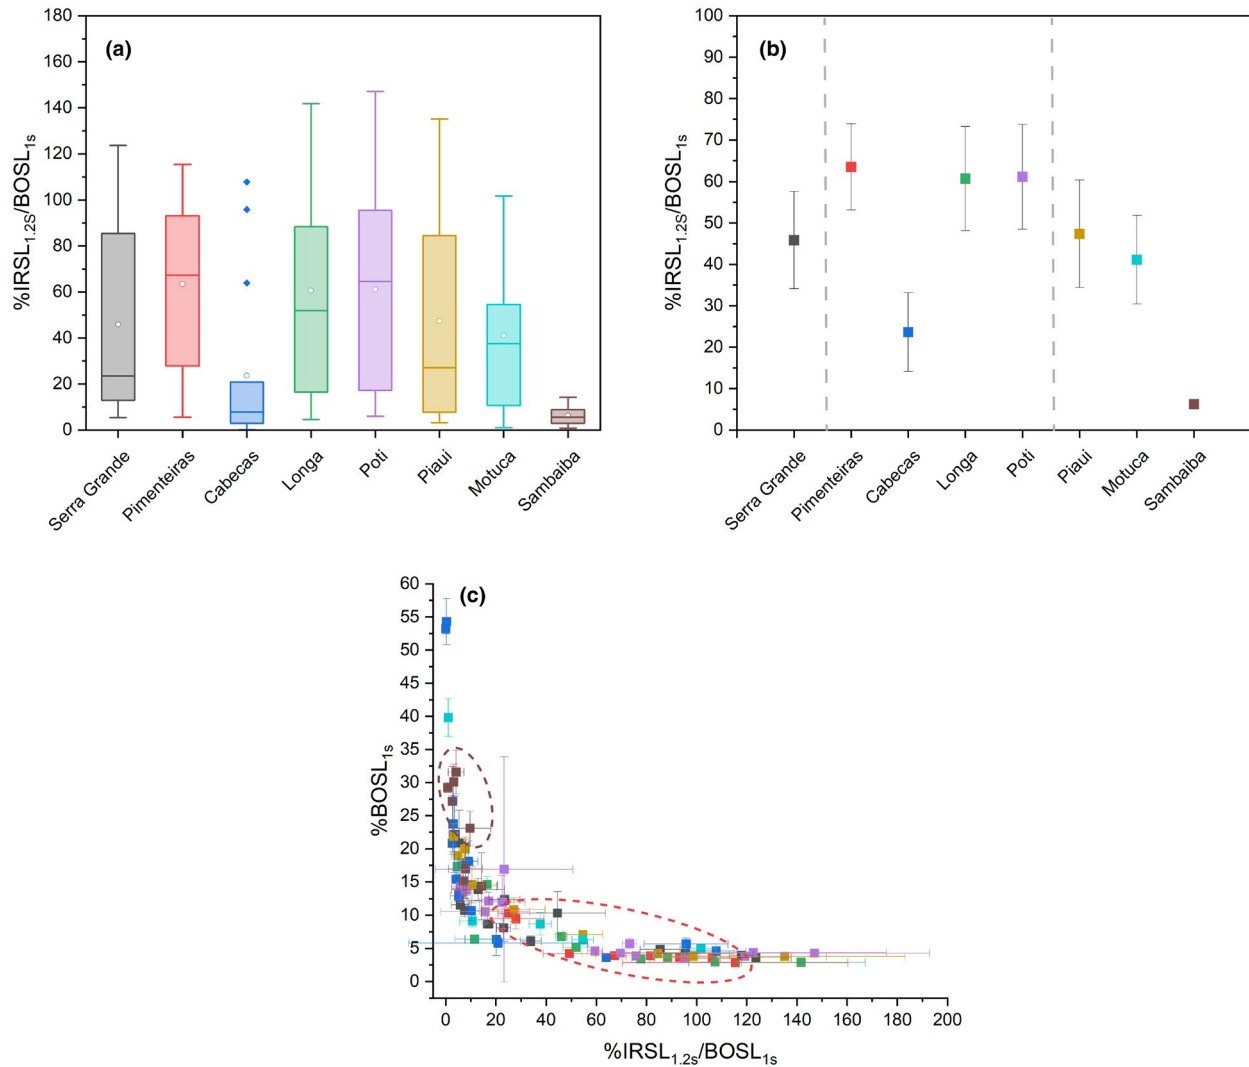 (a)
180
160
140
120
100
80
60
40
20
0
%IRSL1.2S/BOSL1s
Serra Grande
Pimenteiras
Cabecas
Longa
Poti
Piaui
Motuca
Sambaiba
(b)
100
90
80
70
60
50
40
30
20
10
0
%IRSL1.2S/BOSL1s
Serra Grande
Pimenteiras
Cabecas
Longa
Poti
Piaui
Motuca
Sambaiba
(c)
60
55
50
45
40
35
30
25
20
15
10
5
0
%BOSL1s
0 20 40 60 80 100 120 140 160 180 200
%IRSL1.2s/BOSL1s